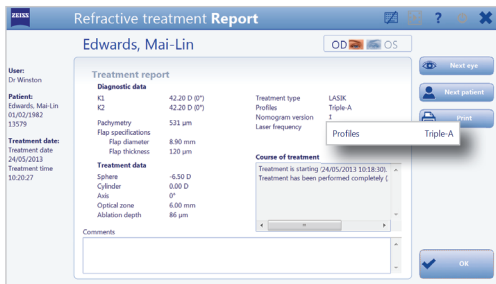 ZEISS
Refractive treatment Report
?
Edwards, Mai-Lin
OD
OS
User:
Dr Winston
Patient:
Edwards, Mai-Lin
01/02/1982
13579
Treatment date:
Treatment date
24/05/2013
Treatment time
10:20:27
Treatment report
Diagnostic data
K1 42.20 D (0°)
K2 42.20 D (0°)
Pachymetry 531 µm
Flap specifications
Flap diameter 8.90 mm
Flap thickness 120 µm
Treatment data
Sphere -6.50 D
Cylinder 0.00 D
Axis 0°
Optical zone 6.00 mm
Ablation depth 86 µm
Treatment type LASIK
Profiles Triple-A
Nomogram version I
Laser frequency
Profiles Triple-A
Course of treatment
Treatment is starting (24/05/2013 10:18:30).
Treatment has been performed completely (
Comments
Next eye
Next patient
Print
OK